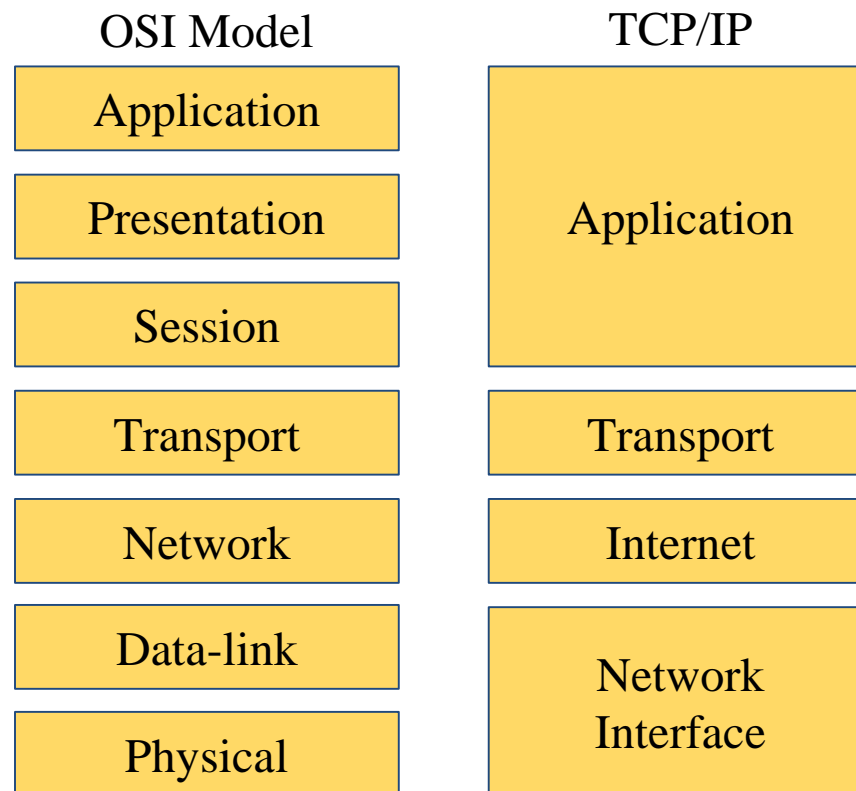 OSI Model
Application
Presentation
Session
Transport
Network
Data-link
Physical
TCP/IP
Application
Transport
Internet
Network
Interface